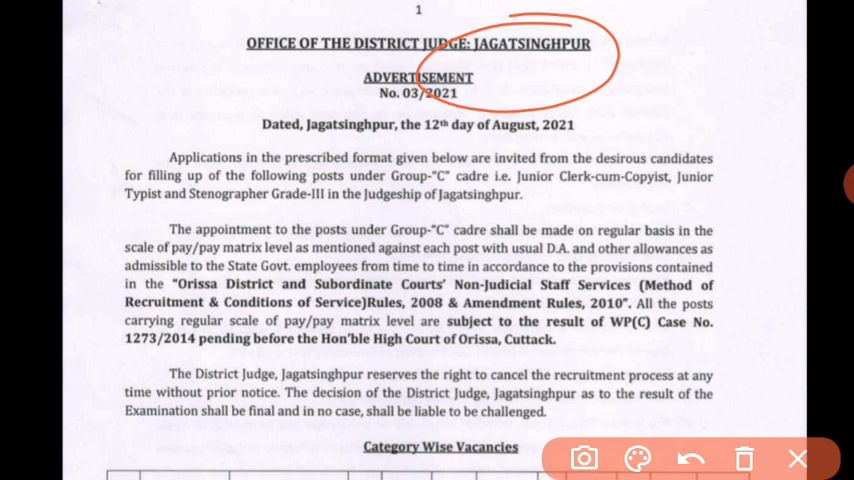 1
OFFICE OF THE DISTRICT JUDGE: JAGATSINGHPUR
ADVERTISEMENT
No. 03/2021
Dated, Jagatsinghpur, the 12th day of August, 2021
Applications in the prescribed format given below are invited from the desirous candidates
for filling up of the following posts under Group-"C" cadre i.e. Junior Clerk-cum-Copyist, Junior
Typist and Stenographer Grade-III in the Judgeship of Jagatsinghpur.
The appointment to the posts under Group-"C" cadre shall be made on regular basis in the
scale of pay/pay matrix level as mentioned against each post with usual D.A. and other allowances as
admissible to the State Govt. employees from time to time in accordance to the provisions contained
in the "Orissa District and Subordinate Courts' Non-Judicial Staff Services (Method of
Recruitment & Conditions of Service)Rules, 2008 & Amendment Rules, 2010". All the posts
carrying regular scale of pay/pay matrix level are subject to the result of WP(C) Case No.
1273/2014 pending before the Hon'ble High Court of Orissa, Cuttack.
The District Judge, Jagatsinghpur reserves the right to cancel the recruitment process at any
time without prior notice. The decision of the District Judge, Jagatsinghpur as to the result of the
Examination shall be final and in no case, shall be liable to be challenged.
Category Wise Vacancies